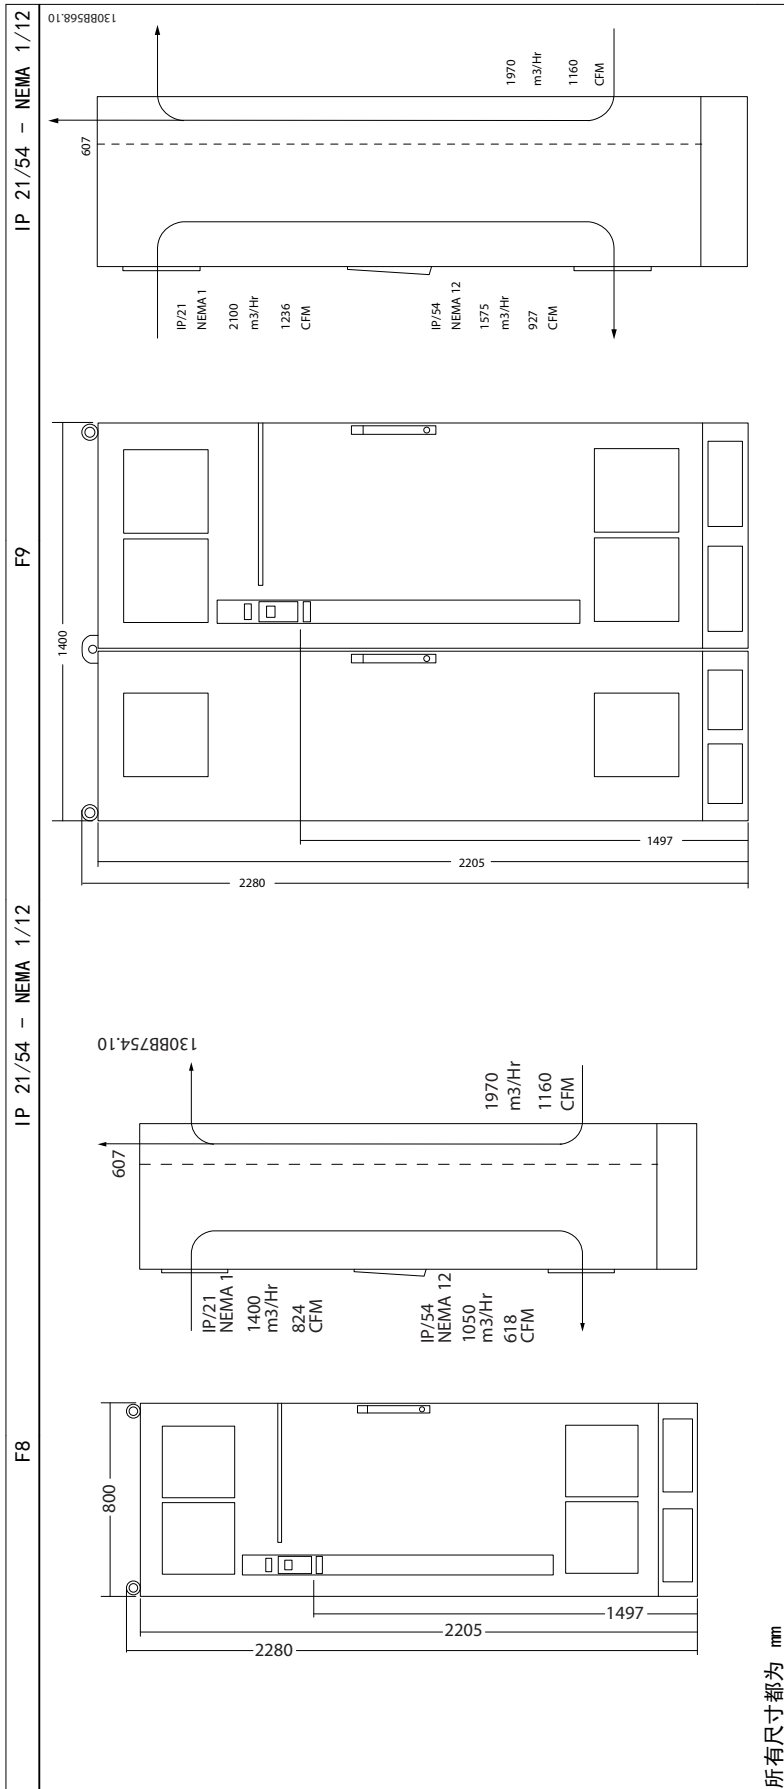 F8
IP 21/54 - NEMA 1/12
F9
IP 21/54 - NEMA 1/12
800
2280
2205
1497
IP/21
NEMA 1
1400
m3/Hr
824
CFM
IP/54
NEMA 12
1050
m3/Hr
618
CFM
607
1970
m3/Hr
1160
CFM
130BB754.10
1400
2280
2205
1497
IP/21
NEMA 1
2100
m3/Hr
1236
CFM
IP/54
NEMA 12
1575
m3/Hr
927
CFM
607
1970
m3/Hr
1160
CFM
130BB568.10
所有尺寸都为 mm